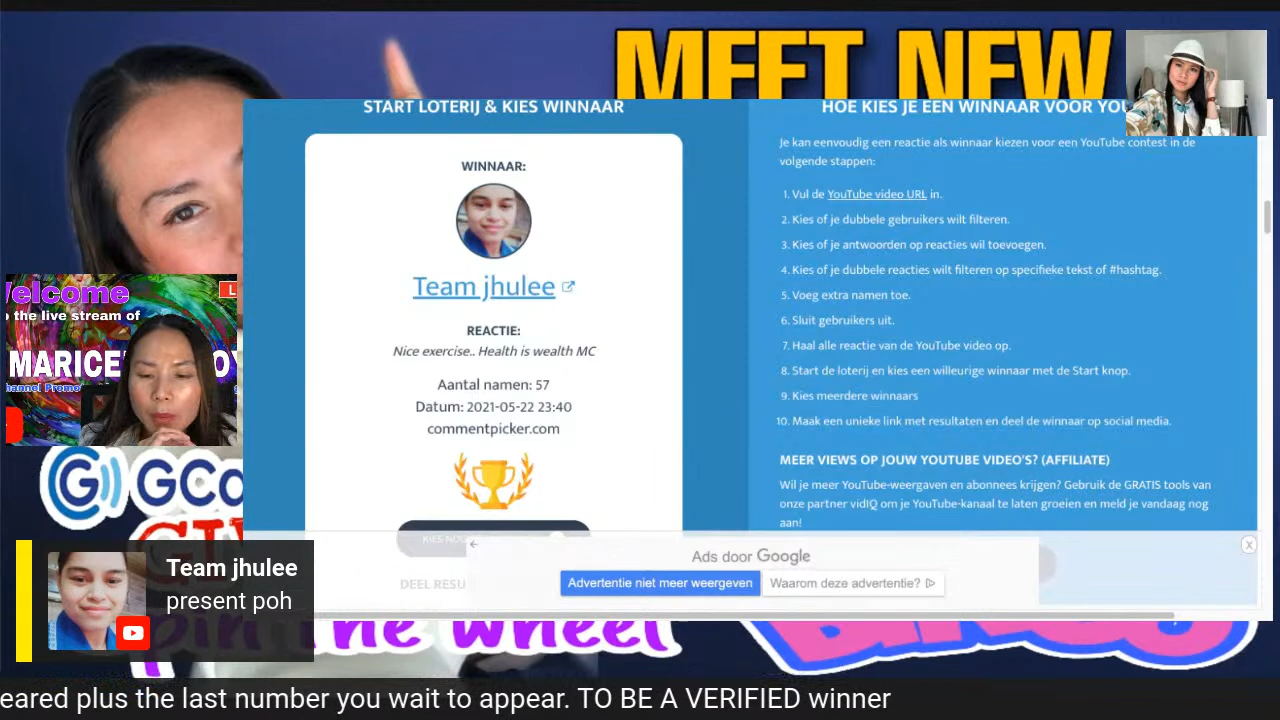 MEET NEW
START LOTERIJ & KIES WINNAAR
WINNAAR:
Team jhulee
REACTIE:
Nice exercise.. Health is wealth MC
Aantal namen: 57
Datum: 2021-05-22 23:40
commentpicker.com
DEEL RESU
HOE KIES JE EEN WINNAAR VOOR YOU
Je kan eenvoudig een reactie als winnaar kiezen voor een YouTube contest in de
volgende stappen:
1. Vul de YouTube video URL in.
2. Kies of je dubbele gebruikers wilt filteren.
3. Kies of je antwoorden op reacties wil toevoegen.
4. Kies of je dubbele reacties wilt filteren op specifieke tekst of #hashtag.
5. Voeg extra namen toe.
6. Sluit gebruikers uit.
7. Haal alle reactie van de YouTube video op.
8. Start de loterij en kies een willeurige winnaar met de Start knop.
9. Kies meerdere winnaars
10. Maak een unieke link met resultaten en deel de winnaar op social media.
MEER VIEWS OP JOUW YOUTUBE VIDEO'S? (AFFILIATE)
Wil je meer YouTube-weergaven en abonnees krijgen? Gebruik de GRATIS tools van
onze partner vidIQ om je YouTube-kanaal te laten groeien en meld je vandaag nog
aan!
Ads door Google
Advertentie niet meer weergeven
Waarom deze advertentie?
Welcome
the live stream of
MARICE
GCo
Team jhulee
present poh
pin the wheel
eared plus the last number you wait to appear. TO BE A VERIFIED winner